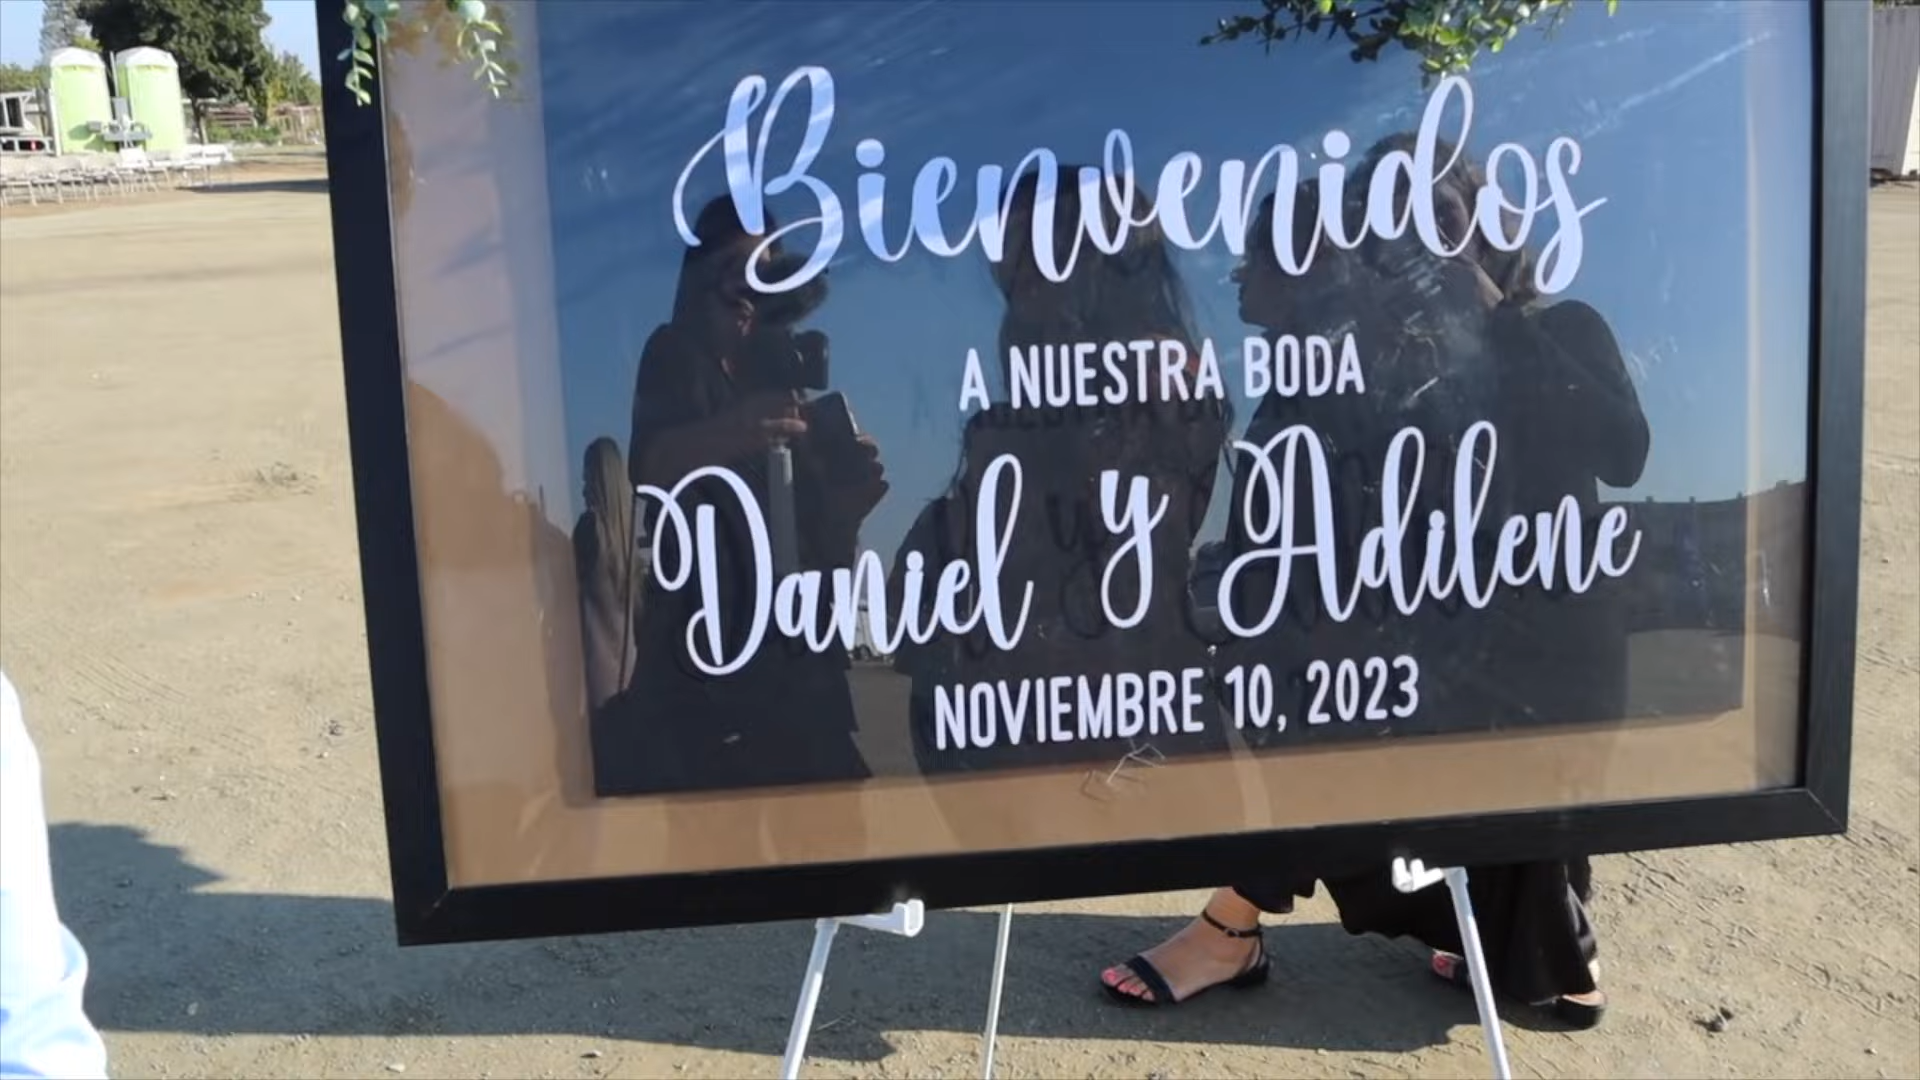 Bienvenidos
A NUESTRA BODA
Daniel y Adilene
NOVIEMBRE 10, 2023